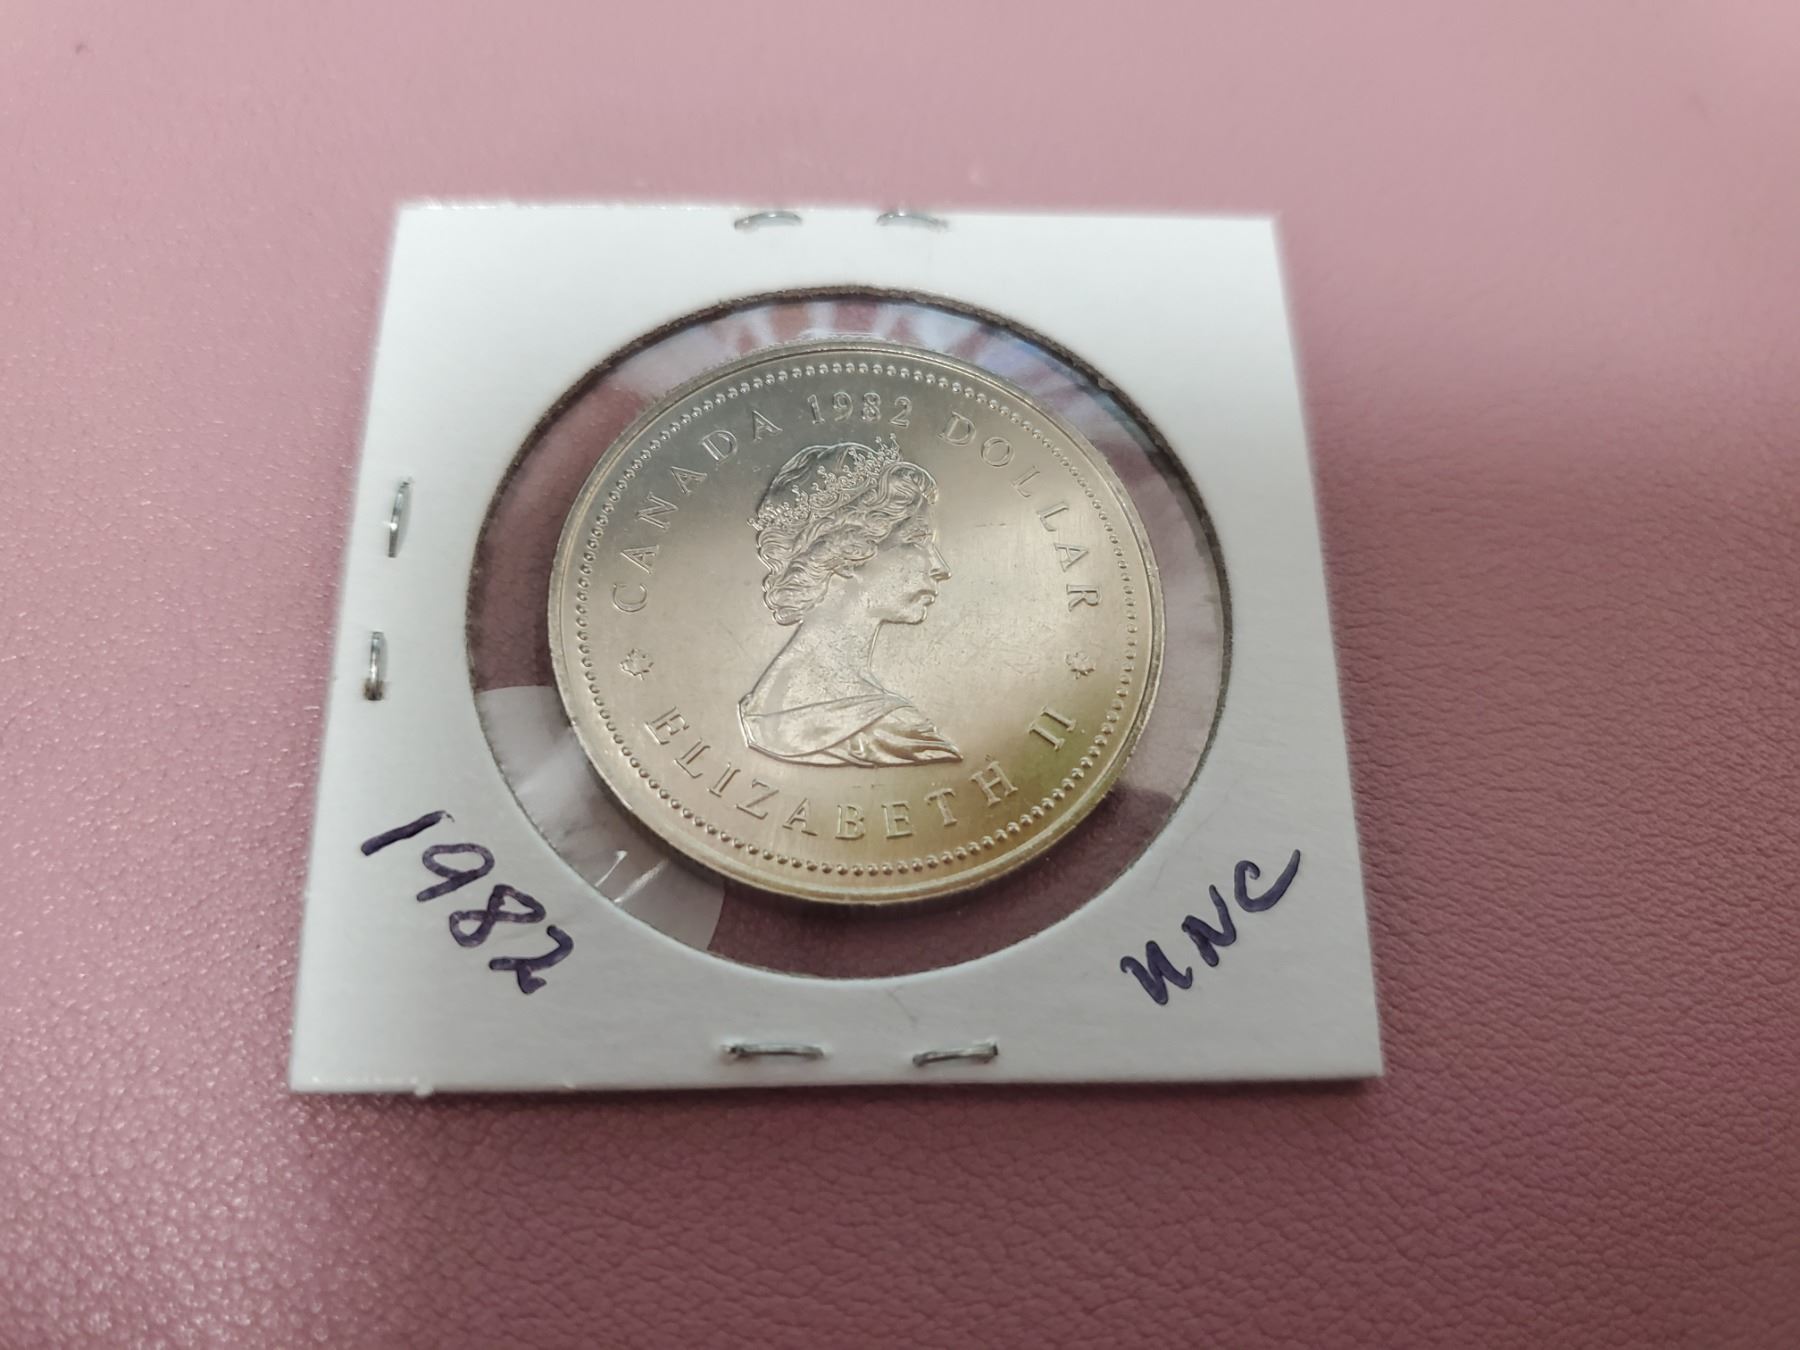 CANADA 1982 DOLLAR
ELIZABETH II
1982
UNC